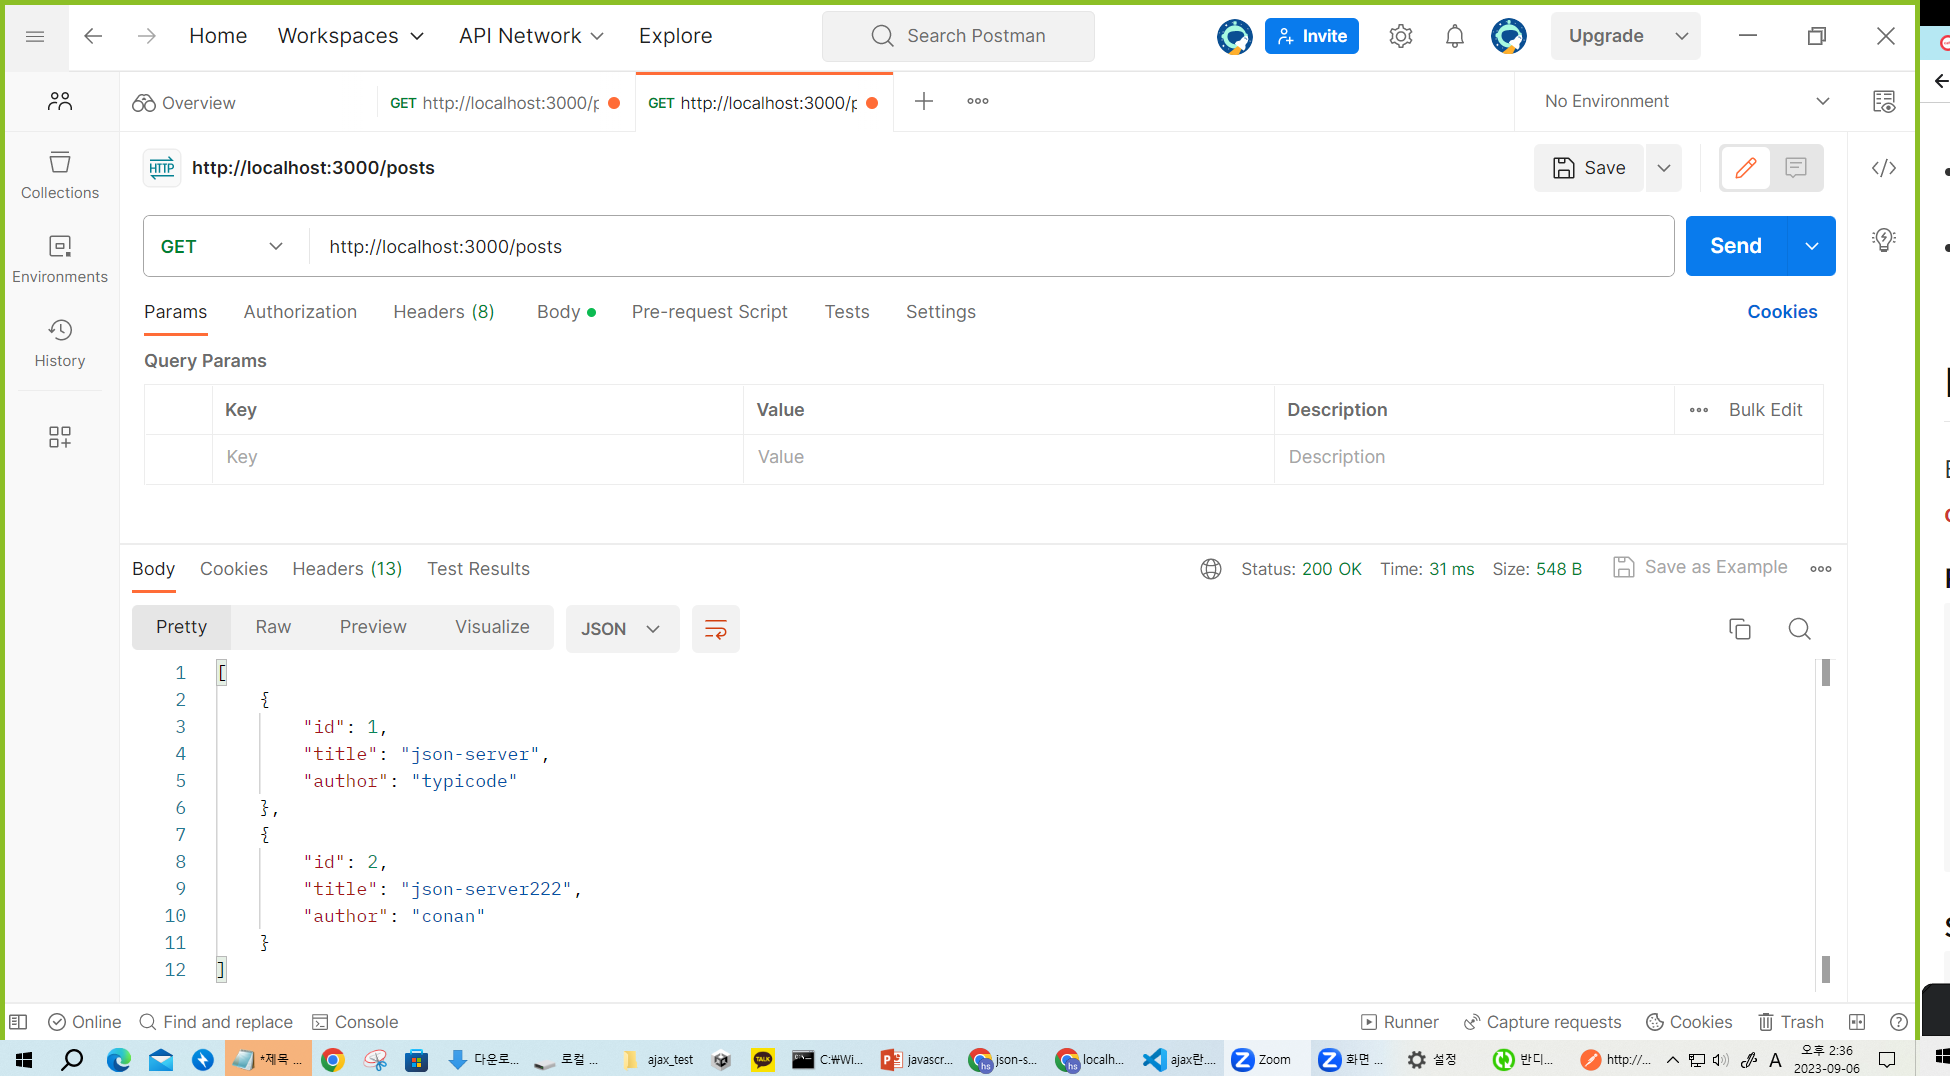 Home Workspaces API Network Explore Search Postman Invite Upgrade
Overview GET http://localhost:3000/p GET http://localhost:3000/p No Environment
http://localhost:3000/posts Save
HTTP
Collections
GET http://localhost:3000/posts Send
Environments
Params Authorization Headers (8) Body Pre-request Script Tests Settings Cookies
History
Query Params
Key Value Description Bulk Edit
Key Value Description
Body Cookies Headers (13) Test Results Status: 200 OK Time: 31 ms Size: 548 B Save as Example
Pretty Raw Preview Visualize JSON
1 [
2 {
3 "id": 1,
4 "title": "json-server",
5 "author": "typicode"
6 },
7 {
8 "id": 2,
9 "title": "json-server222",
10 "author": "conan"
11 }
12 ]
Online Find and replace Console Runner Capture requests Cookies Trash
*제목 ... 다운로... 로컬 ... ajax_test TALK C:₩Wi... javascr... json-s... localh... ajax란.... Zoom 화면 ... 설정 반디... http://... A 오후 2:36
2023-09-06